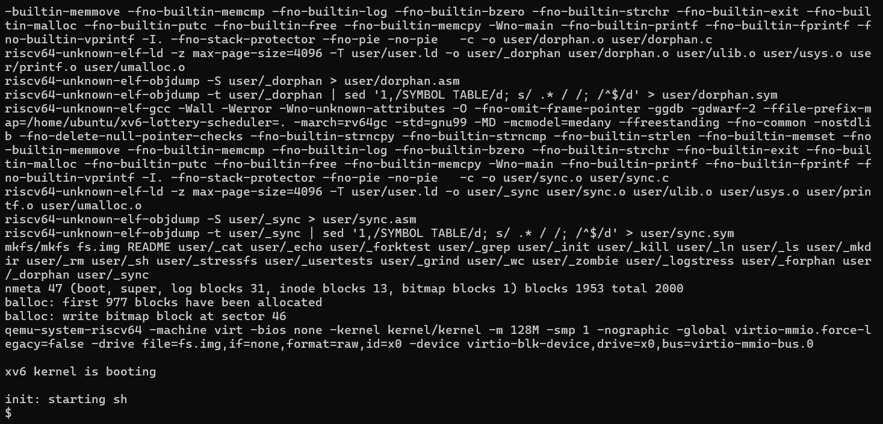 -builtin-memmove -fno-builtin-memcmp -fno-builtin-log -fno-builtin-bzero -fno-builtin-strchr -fno-builtin-exit -fno-buil
tin-malloc -fno-builtin-putc -fno-builtin-free -fno-builtin-memcpy -Wno-main -fno-builtin-printf -fno-builtin-fprintf -f
no-builtin-vprintf -I. -fno-stack-protector -fno-pie -no-pie   -c -o user/dorphan.o user/dorphan.c
riscv64-unknown-elf-ld -z max-page-size=4096 -T user/user.ld -o user/_dorphan user/dorphan.o user/ulib.o user/usys.o use
r/printf.o user/umalloc.o
riscv64-unknown-elf-objdump -S user/_dorphan > user/dorphan.asm
riscv64-unknown-elf-objdump -t user/_dorphan | sed '1,/SYMBOL TABLE/d; s/ .* / /; /^$/d' > user/dorphan.sym
riscv64-unknown-elf-gcc -Wall -Werror -Wno-unknown-attributes -O -fno-omit-frame-pointer -ggdb -gdwarf-2 -ffile-prefix-m
ap=/home/ubuntu/xv6-lottery-scheduler=. -march=rv64gc -std=gnu99 -MD -mcmodel=medany -ffreestanding -fno-common -nostdli
b -fno-delete-null-pointer-checks -fno-builtin-strncpy -fno-builtin-strncmp -fno-builtin-strlen -fno-builtin-memset -fno
-builtin-memmove -fno-builtin-memcmp -fno-builtin-log -fno-builtin-bzero -fno-builtin-strchr -fno-builtin-exit -fno-buil
tin-malloc -fno-builtin-putc -fno-builtin-free -fno-builtin-memcpy -Wno-main -fno-builtin-printf -fno-builtin-fprintf -f
no-builtin-vprintf -I. -fno-stack-protector -fno-pie -no-pie   -c -o user/sync.o user/sync.c
riscv64-unknown-elf-ld -z max-page-size=4096 -T user/user.ld -o user/_sync user/sync.o user/ulib.o user/usys.o user/prin
tf.o user/umalloc.o
riscv64-unknown-elf-objdump -S user/_sync > user/sync.asm
riscv64-unknown-elf-objdump -t user/_sync | sed '1,/SYMBOL TABLE/d; s/ .* / /; /^$/d' > user/sync.sym
mkfs/mkfs fs.img README user/_cat user/_echo user/_forktest user/_grep user/_init user/_kill user/_ln user/_ls user/_mkd
ir user/_rm user/_sh user/_stressfs user/_usertests user/_grind user/_wc user/_zombie user/_logstress user/_forphan user
/_dorphan user/_sync
nmeta 47 (boot, super, log blocks 31, inode blocks 13, bitmap blocks 1) blocks 1953 total 2000
balloc: first 977 blocks have been allocated
balloc: write bitmap block at sector 46
qemu-system-riscv64 -machine virt -bios none -kernel kernel/kernel -m 128M -smp 1 -nographic -global virtio-mmio.force-l
egacy=false -drive file=fs.img,if=none,format=raw,id=x0 -device virtio-blk-device,drive=x0,bus=virtio-mmio-bus.0
xv6 kernel is booting
init: starting sh
$